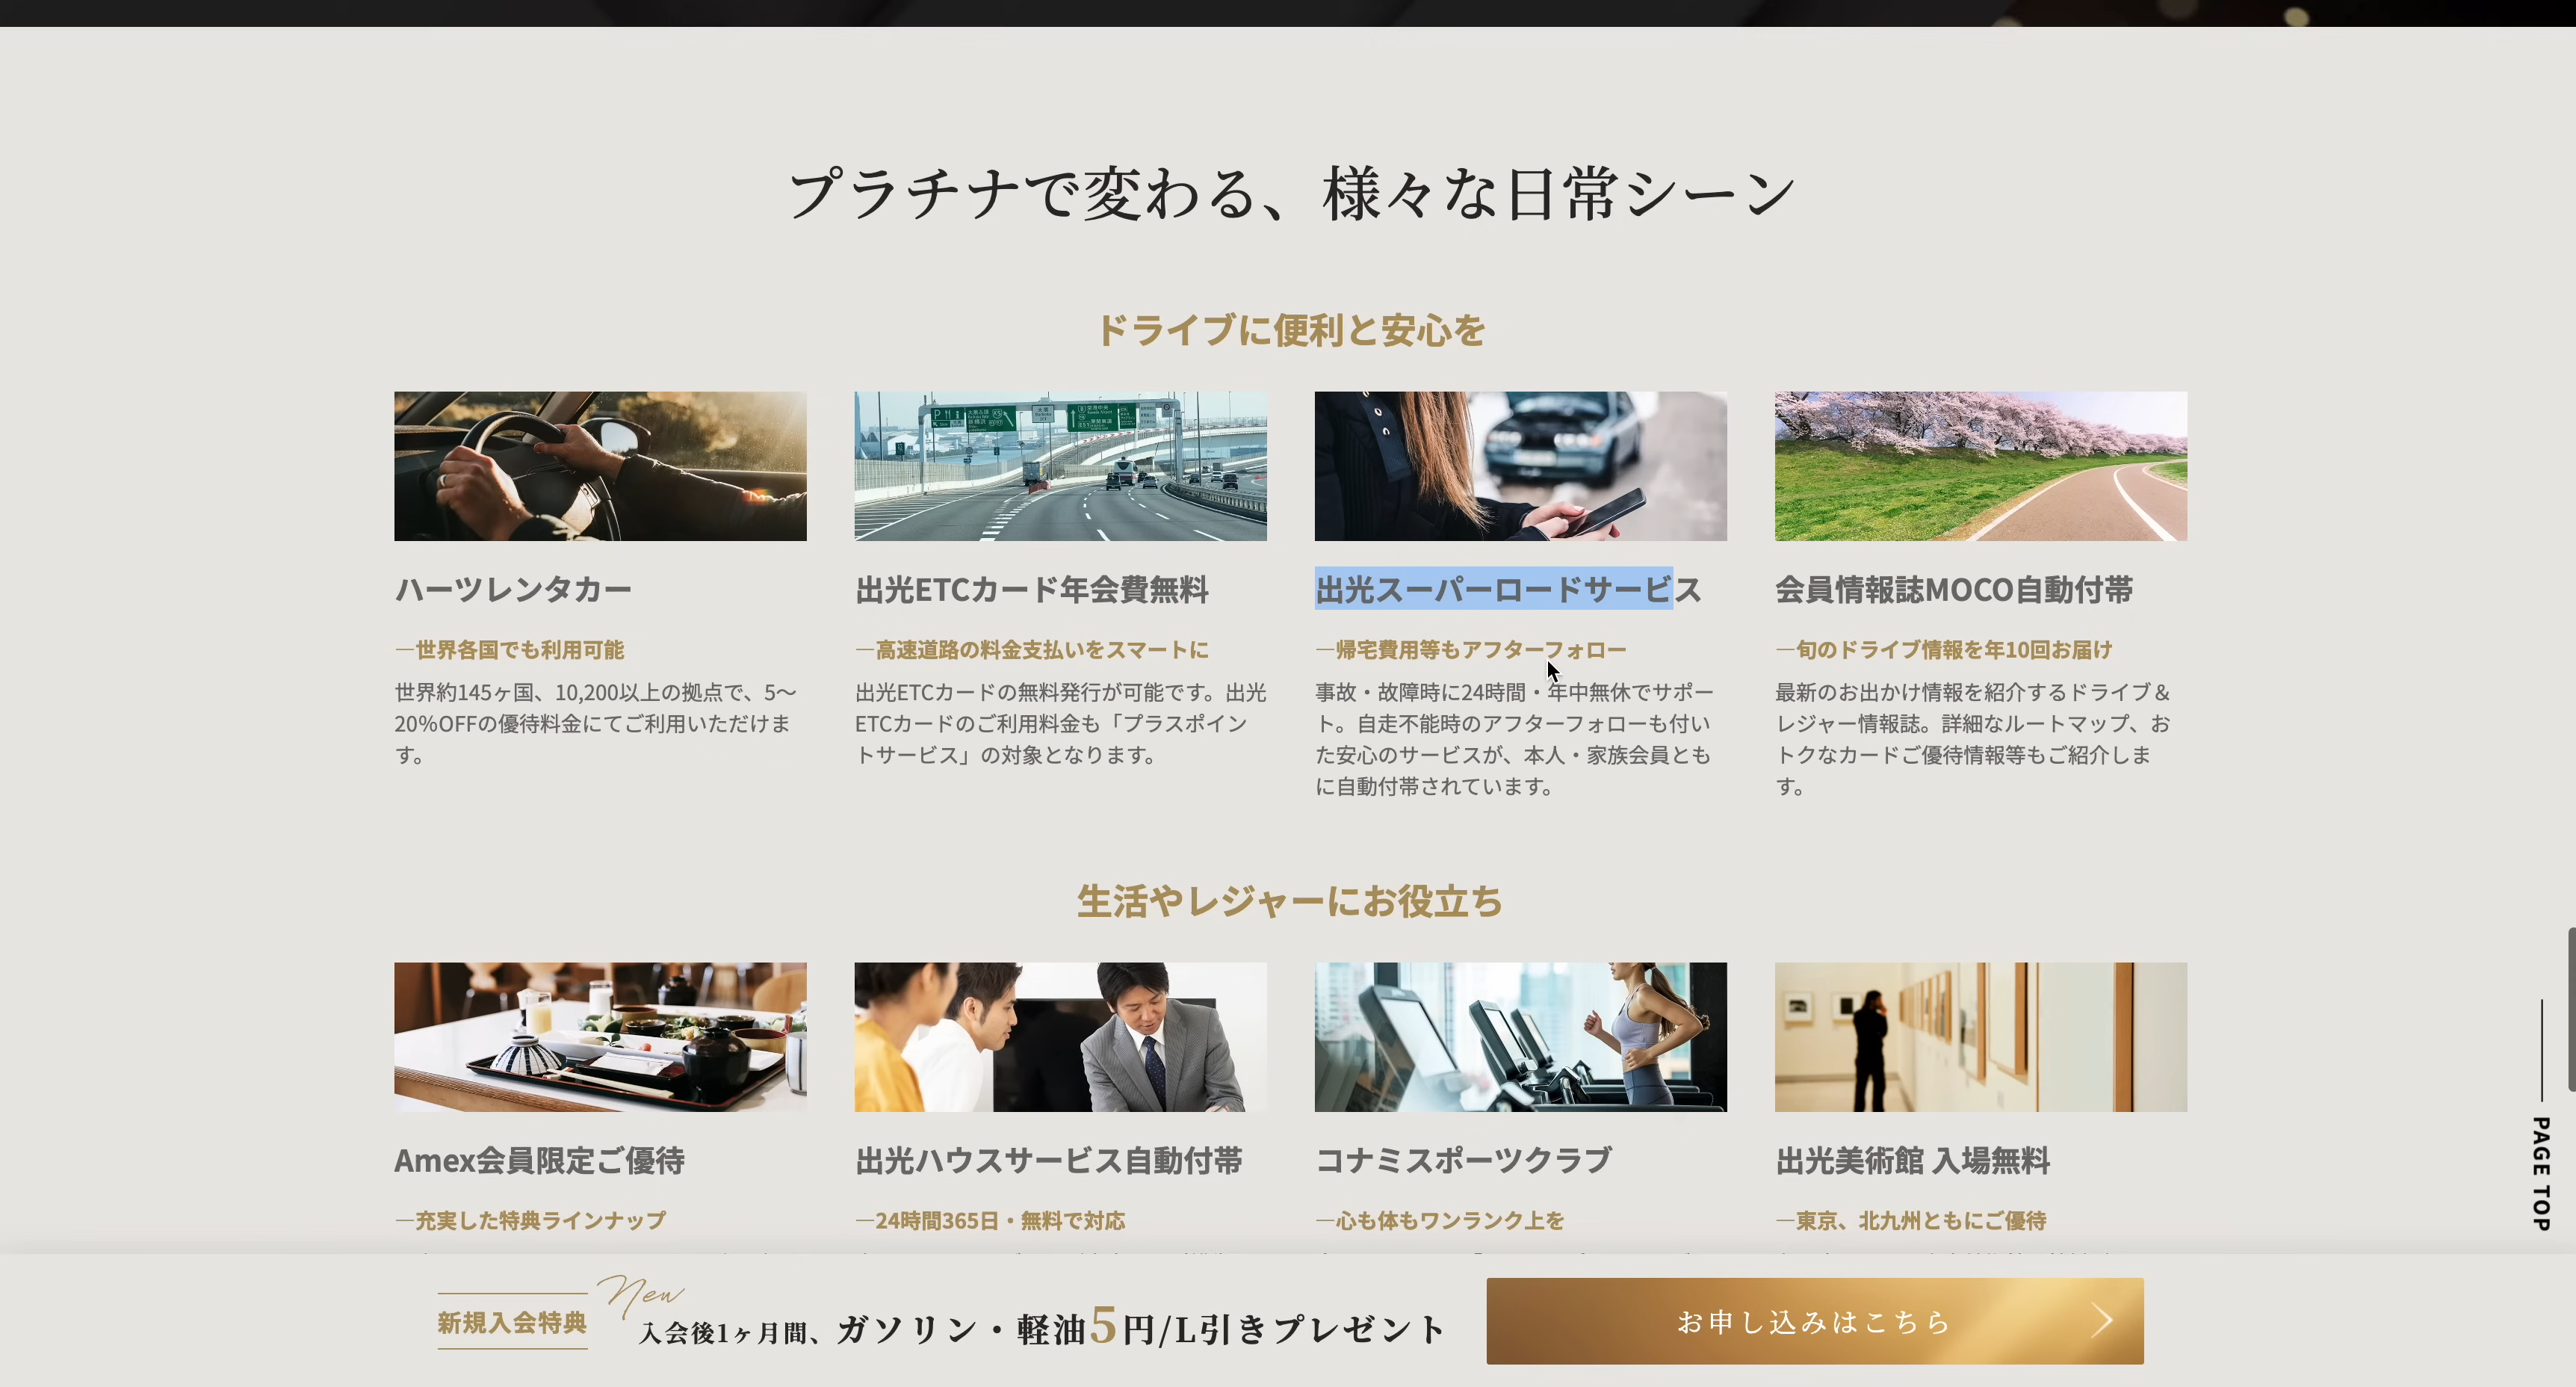 プラチナで変わる、様々な日常シーン
ドライブに便利と安心を
ハーツレンタカー
―世界各国でも利用可能
世界約145ヶ国、10,200以上の拠点で、5〜
20%OFFの優待料金にてご利用いただけま
す。
出光ETCカード年会費無料
―高速道路の料金支払いをスマートに
出光ETCカードの無料発行が可能です。出光
ETCカードのご利用料金も「プラスポイン
トサービス」の対象となります。
出光スーパーロードサービス
―帰宅費用等もアフターフォロー
事故・故障時に24時間・年中無休でサポー
ト。自走不能時のアフターフォローも付い
た安心のサービスが、本人・家族会員とも
に自動付帯されています。
会員情報誌MOCO自動付帯
―旬のドライブ情報を年10回お届け
最新のお出かけ情報を紹介するドライブ&
レジャー情報誌。詳細なルートマップ、お
トクなカードご優待情報等もご紹介しま
す。
生活やレジャーにお役立ち
Amex会員限定ご優待
―充実した特典ラインナップ
出光ハウスサービス自動付帯
―24時間365日・無料で対応
コナミスポーツクラブ
―心も体もワンランク上を
出光美術館 入場無料
―東京、北九州ともにご優待
PAGE TOP
新規入会特典
New
入会後1ヶ月間、ガソリン・軽油5円/L引きプレゼント
お申し込みはこちら